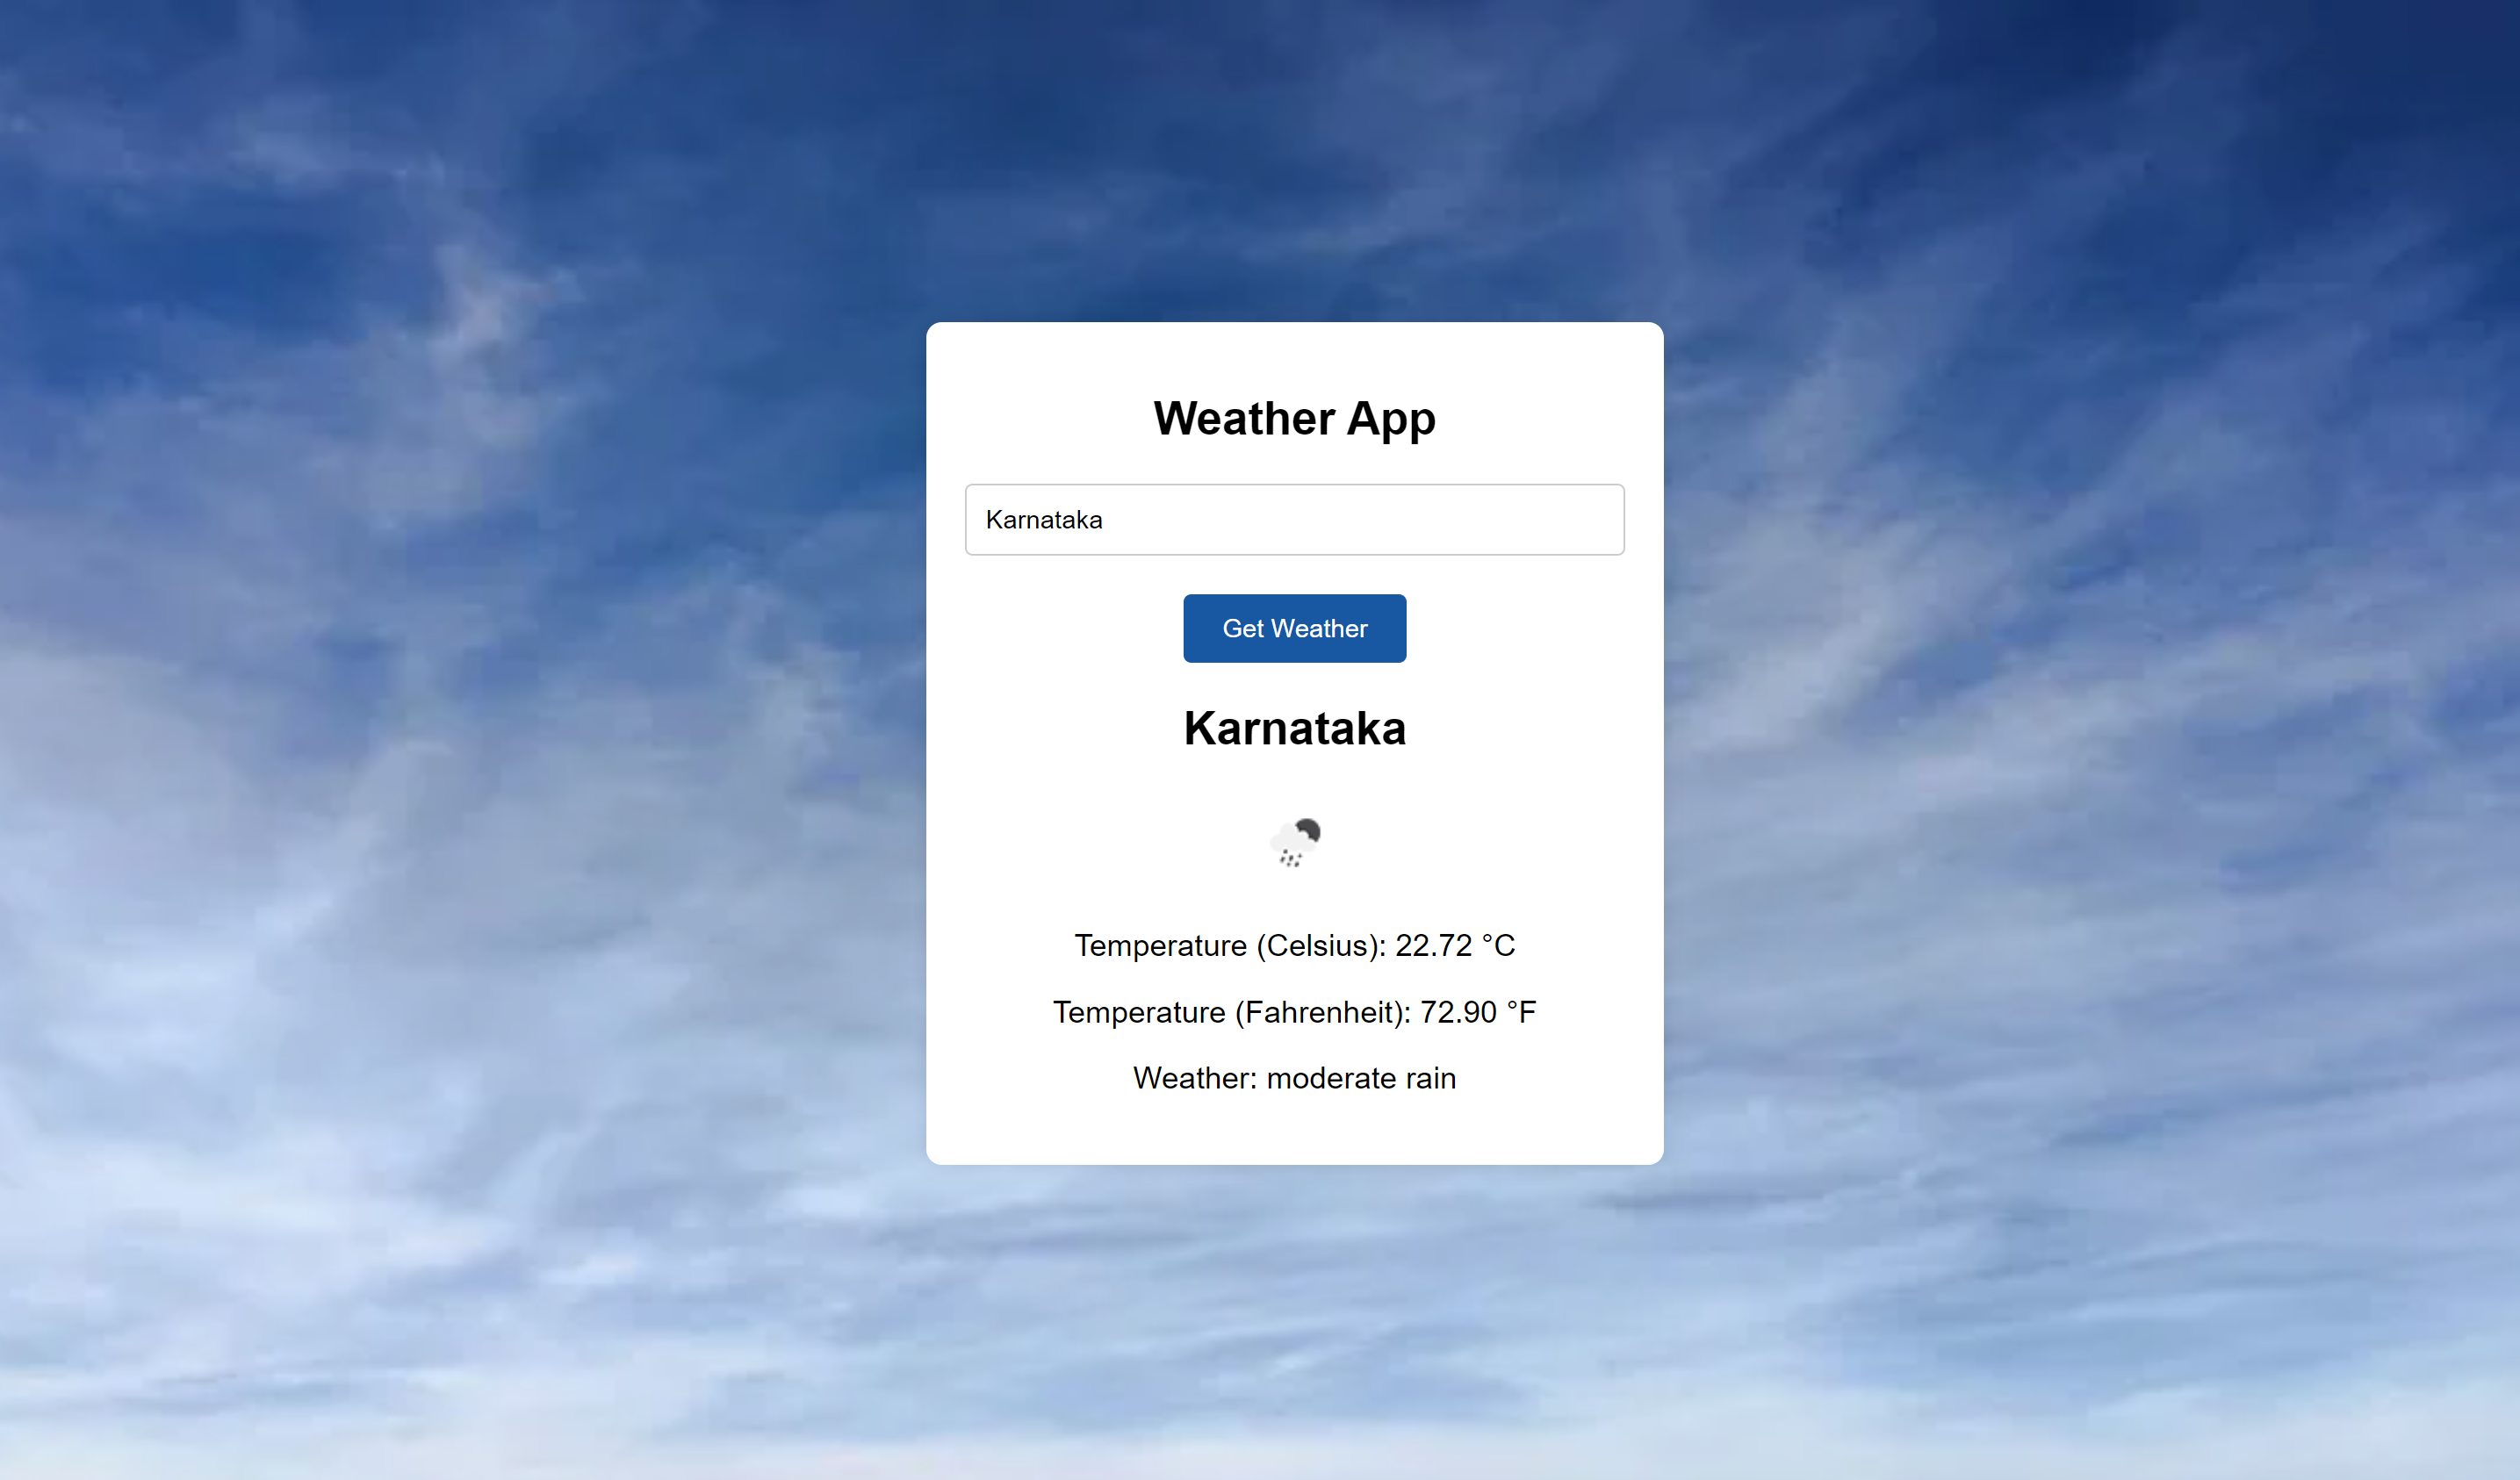 Weather App
Karnataka
Get Weather
Karnataka
Temperature (Celsius): 22.72 °C
Temperature (Fahrenheit): 72.90 °F
Weather: moderate rain